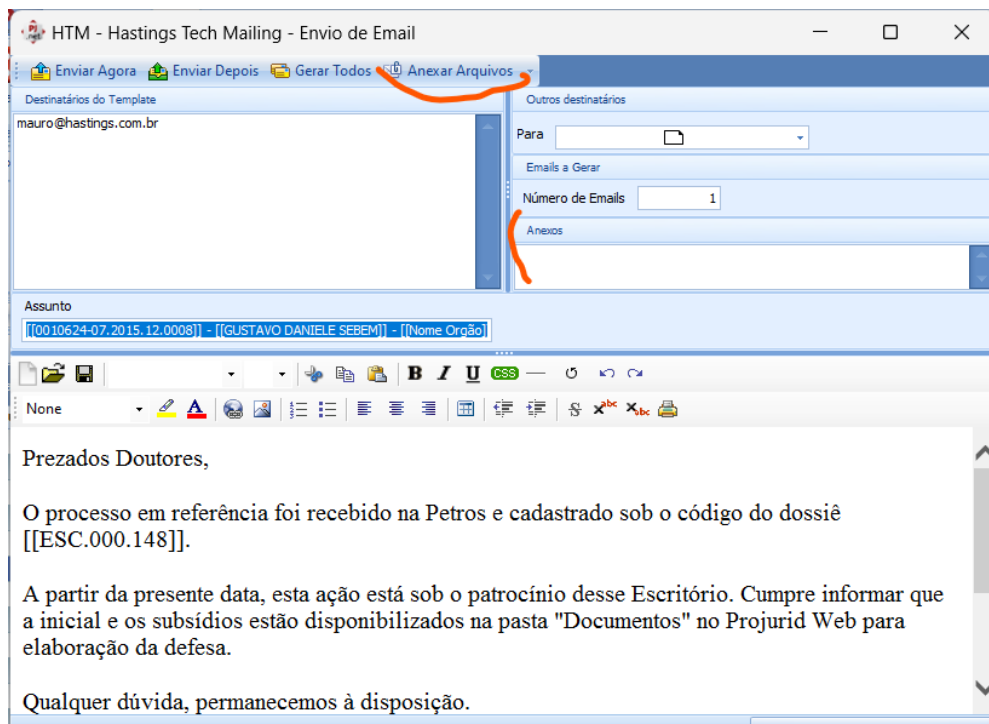 HTM - Hastings Tech Mailing - Envio de Email
Enviar Agora Enviar Depois Gerar Todos Anexar Arquivos
Destinatários do Template
Outros destinatários
mauro@hastings.com.br
Para
Emails a Gerar
Número de Emails 1
Anexos
Assunto
[[0010624-07.2015.12.0008]] - [[GUSTAVO DANIELE SEBEM]] - [[Nome Orgão]
B I U CSS
None S xabc xabc
Prezados Doutores,
O processo em referência foi recebido na Petros e cadastrado sob o código do dossiê
[[ESC.000.148]].
A partir da presente data, esta ação está sob o patrocínio desse Escritório. Cumpre informar que
a inicial e os subsídios estão disponibilizados na pasta "Documentos" no Projurid Web para
elaboração da defesa.
Qualquer dúvida, permanecemos à disposição.